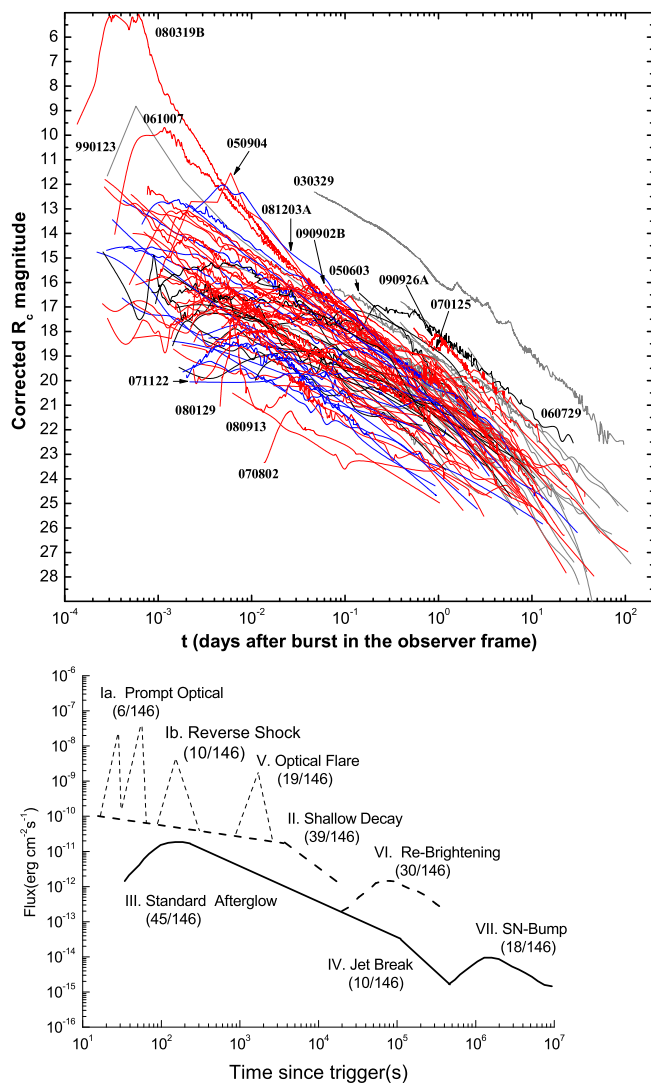 6
7
8
9
10
11
12
13
14
15
16
17
18
19
20
21
22
23
24
25
26
27
28
Corrected R_c magnitude
080319B
061007
990123
050904
030329
081203A
090902B
050603
090926A
070125
071122
080129
080913
070802
060729
10^-4 10^-3 10^-2 10^-1 10^0 10^1 10^2
t (days after burst in the observer frame)
10^-6
10^-7
10^-8
10^-9
10^-10
10^-11
10^-12
10^-13
10^-14
10^-15
10^-16
Flux(erg cm^-2 s^-1)
Ia. Prompt Optical
(6/146)
Ib. Reverse Shock
(10/146)
V. Optical Flare
(19/146)
II. Shallow Decay
(39/146)
VI. Re-Brightening
(30/146)
III. Standard Afterglow
(45/146)
VII. SN-Bump
(18/146)
IV. Jet Break
(10/146)
10^1 10^2 10^3 10^4 10^5 10^6 10^7
Time since trigger(s)